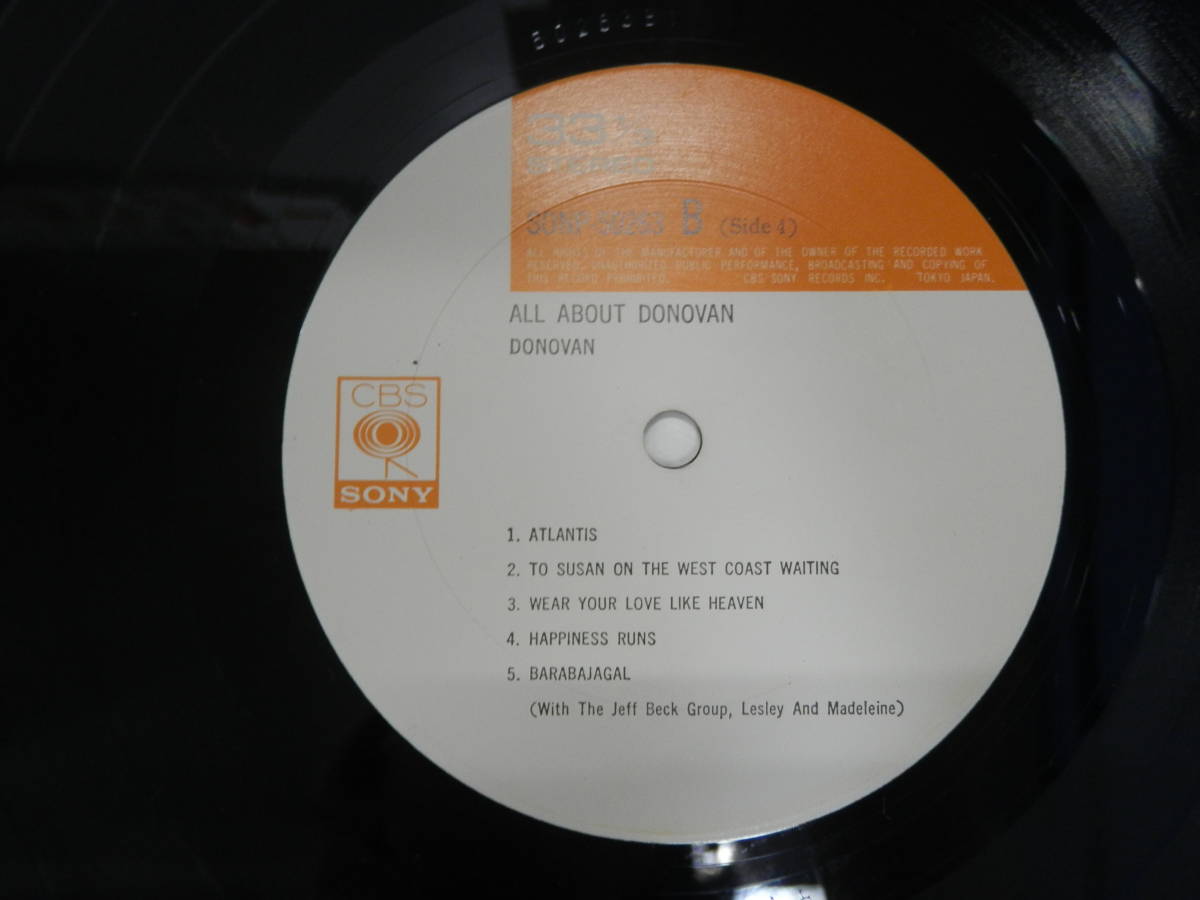 33⅓
STEREO
B (Side 4)
ALL RIGHTS OF THE MANUFACTURER AND OF THE OWNER OF THE RECORDED WORK
RESERVED. UNAUTHORIZED PUBLIC PERFORMANCE, BROADCASTING AND COPYING OF
THIS RECORD PROHIBITED. CBS/SONY RECORDS INC. TOKYO JAPAN.
ALL ABOUT DONOVAN
DONOVAN
CBS
SONY
1. ATLANTIS
2. TO SUSAN ON THE WEST COAST WAITING
3. WEAR YOUR LOVE LIKE HEAVEN
4. HAPPINESS RUNS
5. BARABAJAGAL
(With The Jeff Beck Group, Lesley And Madeleine)